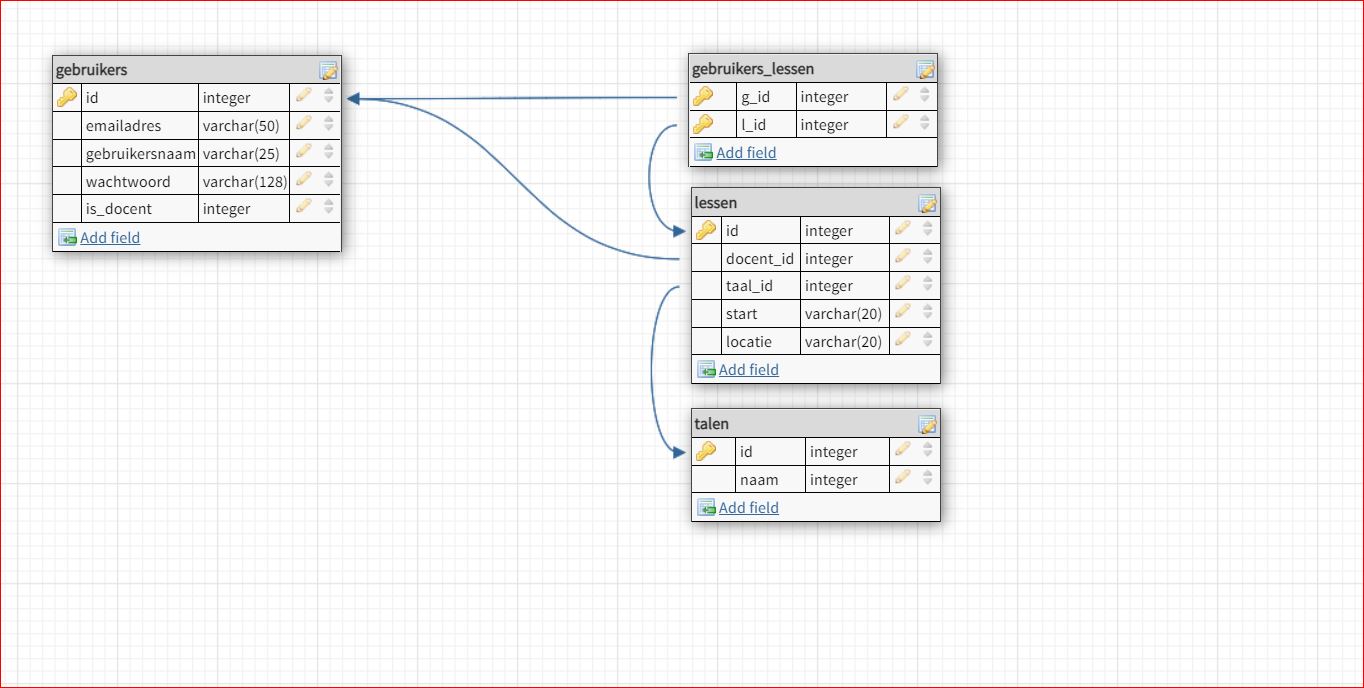 gebruikers
id integer
emailadres varchar(50)
gebruikersnaam varchar(25)
wachtwoord varchar(128)
is_docent integer
Add field
gebruikers_lessen
g_id integer
l_id integer
Add field
lessen
id integer
docent_id integer
taal_id integer
start varchar(20)
locatie varchar(20)
Add field
talen
id integer
naam integer
Add field